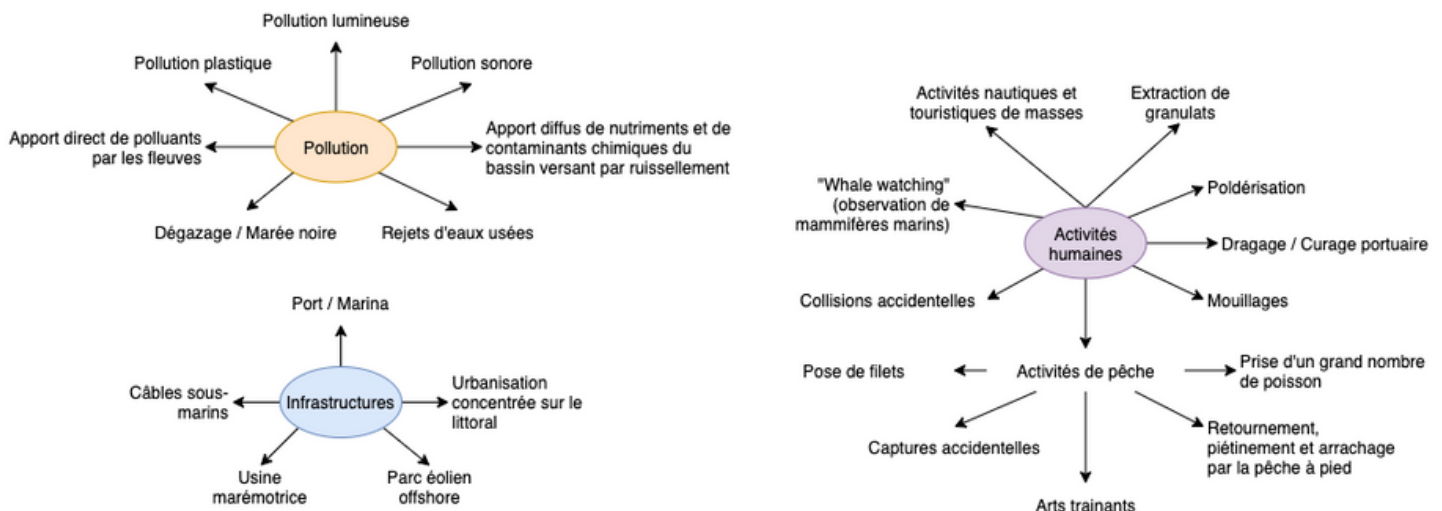 Pollution lumineuse
Pollution plastique
Pollution sonore
Apport direct de polluants
par les fleuves
Pollution
Apport diffus de nutriments et de
contaminants chimiques du
bassin versant par ruissellement
Dégazage / Marée noire
Rejets d'eaux usées
Port / Marina
Câbles sous-
marins
Infrastructures
Urbanisation
concentrée sur le
littoral
Usine
marémotrice
Parc éolien
offshore
Activités nautiques et
touristiques de masses
Extraction de
granulats
"Whale watching"
(observation de
mammifères marins)
Poldérisation
Activités
humaines
Dragage / Curage portuaire
Collisions accidentelles
Mouillages
Pose de filets
Activités de pêche
Prise d'un grand nombre
de poisson
Captures accidentelles
Retournement,
piétinement et arrachage
par la pêche à pied
Arts trainants